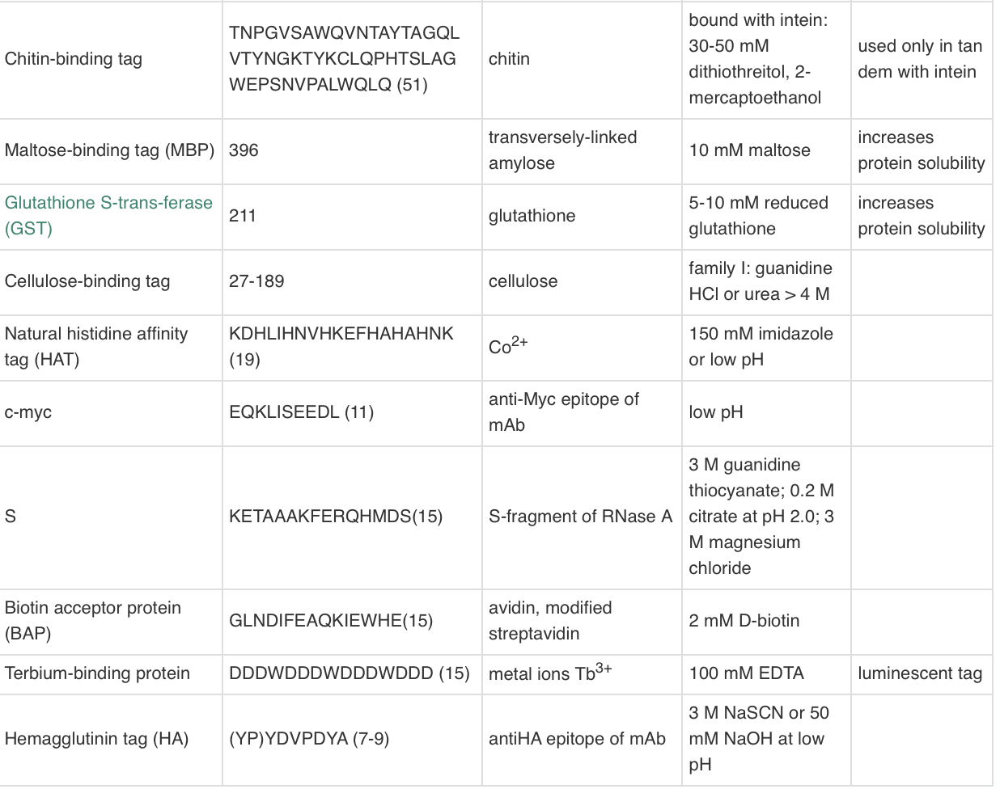 Chitin-binding tag
TNPGVSAWQVNTAYTAGQL
VTYNGKTYKCLQPHTSLAG
WEPSNVPALWQLQ (51)
chitin
bound with intein:
30-50 mM
dithiothreitol, 2-
mercaptoethanol
used only in tan
dem with intein
Maltose-binding tag (MBP)
396
transversely-linked
amylose
10 mM maltose
increases
protein solubility
Glutathione S-trans-ferase
(GST)
211
glutathione
5-10 mM reduced
glutathione
increases
protein solubility
Cellulose-binding tag
27-189
cellulose
family I: guanidine
HCl or urea > 4 M
Natural histidine affinity
tag (HAT)
KDHLIHNVHKEFHAHAHNK
(19)
Co2+
150 mM imidazole
or low pH
c-myc
EQKLISEEDL (11)
anti-Myc epitope of
mAb
low pH
S
KETAAAKFERQHMDS(15)
S-fragment of RNase A
3 M guanidine
thiocyanate; 0.2 M
citrate at pH 2.0; 3
M magnesium
chloride
Biotin acceptor protein
(BAP)
GLNDIFEAQKIEWHE(15)
avidin, modified
streptavidin
2 mM D-biotin
Terbium-binding protein
DDDWDDDWDDDWDDD (15)
metal ions Tb3+
100 mM EDTA
luminescent tag
Hemagglutinin tag (HA)
(YP)YDVPDYA (7-9)
antiHA epitope of mAb
3 M NaSCN or 50
mM NaOH at low
pH